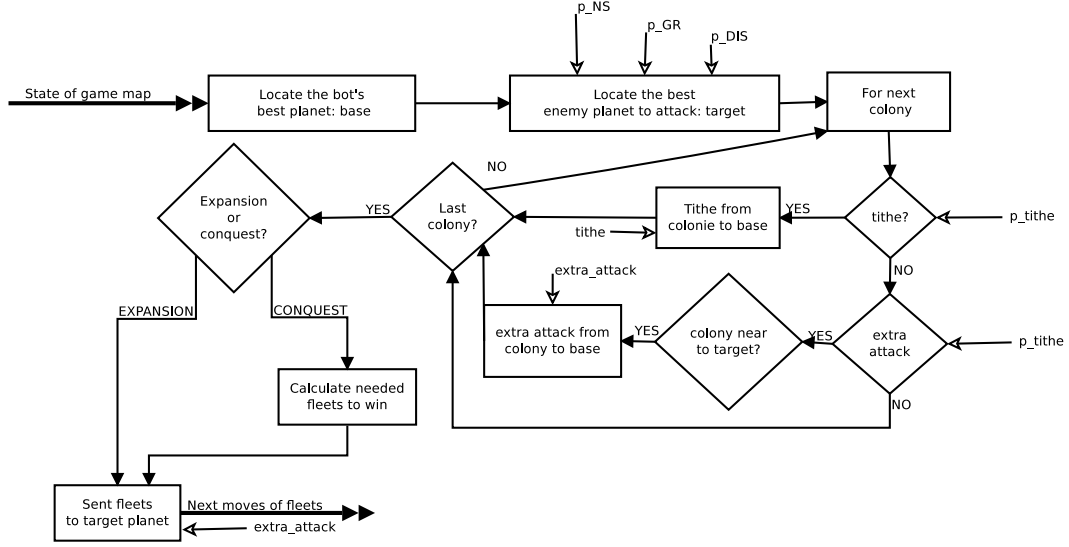 p_NS
p_GR
p_DIS
State of game map
Locate the bot's
best planet: base
Locate the best
enemy planet to attack: target
For next
colony
NO
Expansion
or
conquest?
YES
Last
colony?
Tithe from
colonie to base
YES
tithe?
p_tithe
tithe
NO
extra_attack
EXPANSION
CONQUEST
extra attack from
colony to base
YES
colony near
to target?
YES
extra
attack
p_tithe
NO
Calculate needed
fleets to win
Sent fleets
to target planet
Next moves of fleets
extra_attack